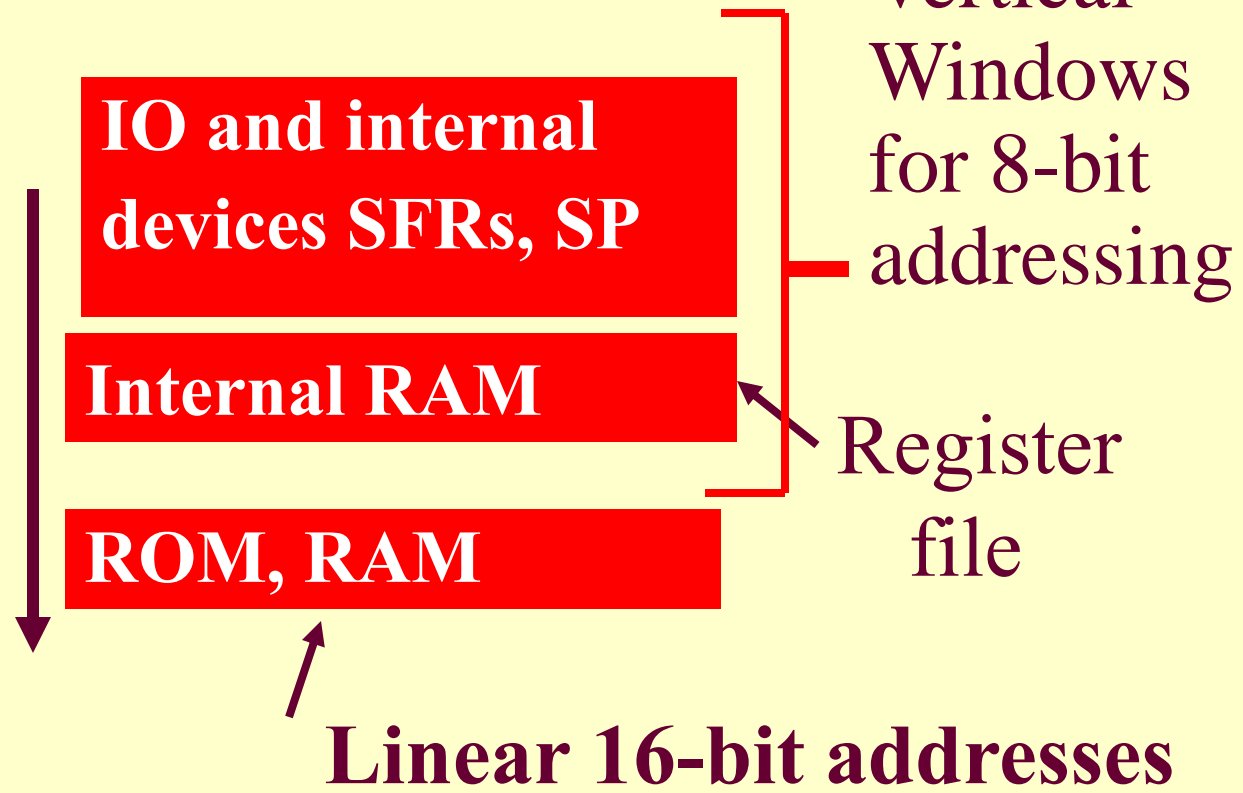 vertical
Windows
for 8-bit
addressing
IO and internal
devices SFRs, SP
Internal RAM
Register
file
ROM, RAM
Linear 16-bit addresses